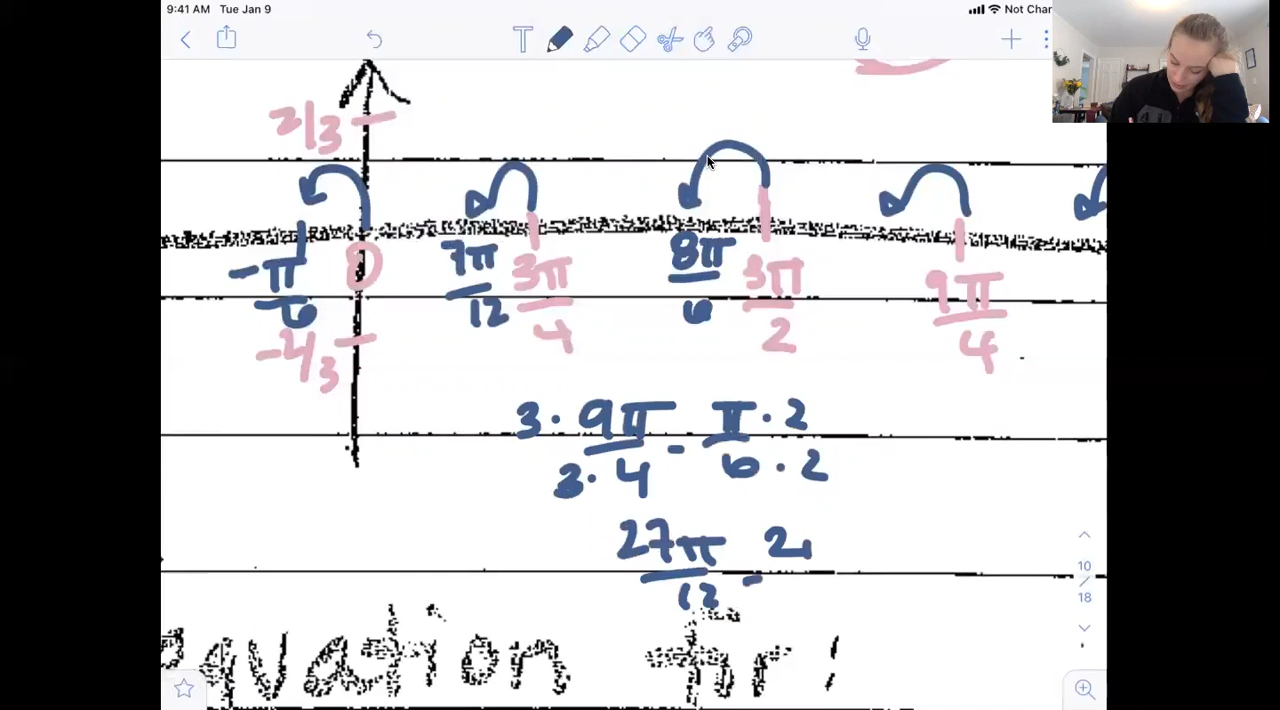 9:41 AM Tue Jan 9
Not Char
T
2/3
-π/6 0 7π/12 3π/4 8π/6 3π/2 9π/4
-2/3
3 · 9π / 3 · 4 - π · 2 / 6 · 2
27π/12 - 2
10
/
18
equation for: